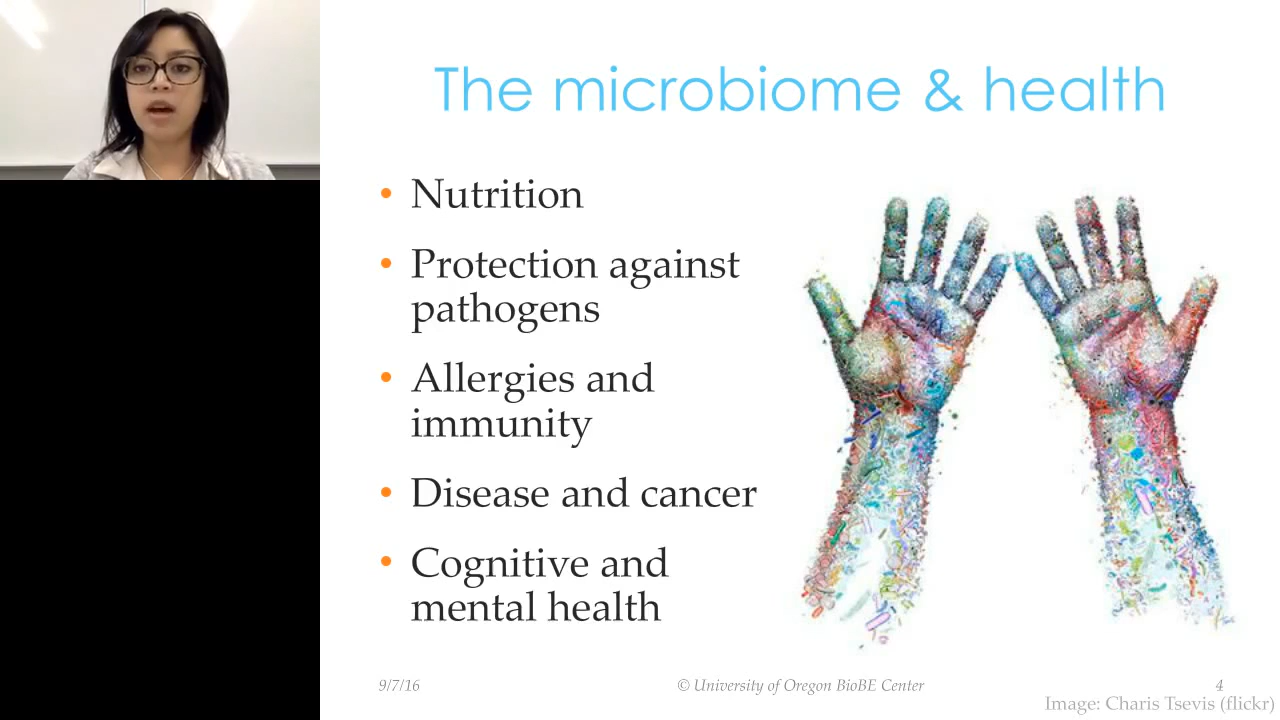 The microbiome & health
• Nutrition
• Protection against
pathogens
• Allergies and
immunity
• Disease and cancer
• Cognitive and
mental health
9/7/16
© University of Oregon BioBE Center
4
Image: Charis Tsevis (flickr)